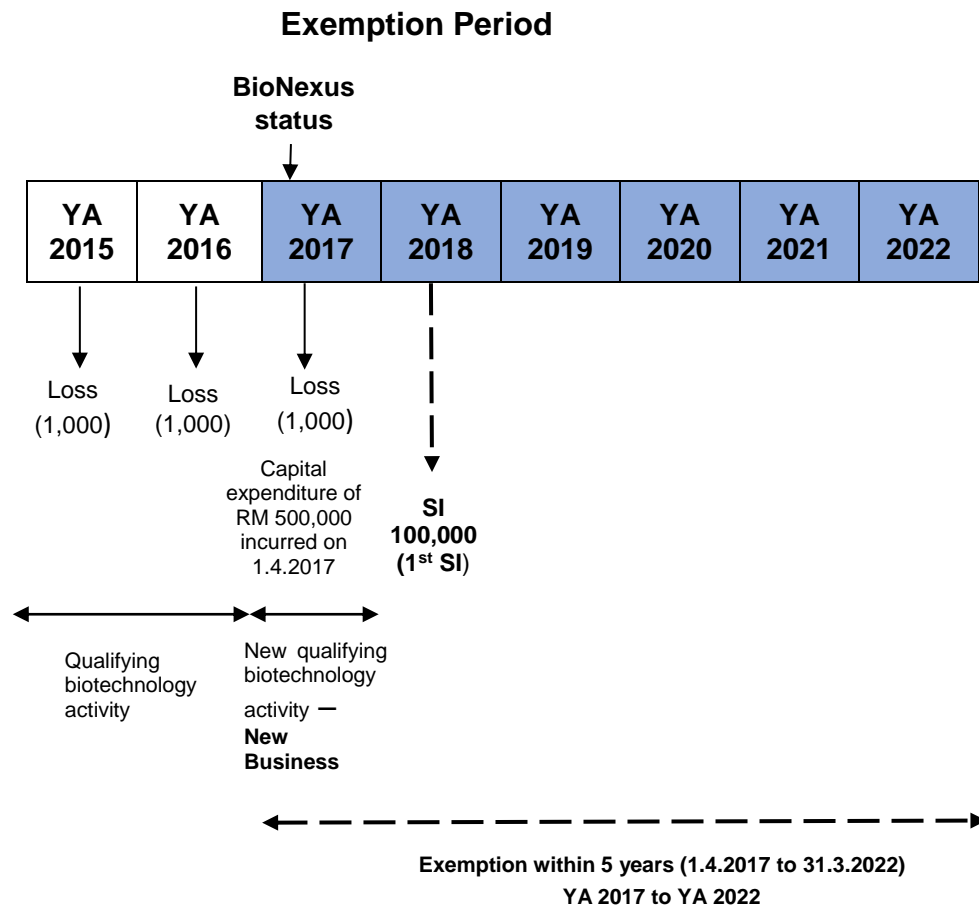 Exemption Period
BioNexus
status
YA
2015
YA
2016
YA
2017
YA
2018
YA
2019
YA
2020
YA
2021
YA
2022
Loss
(1,000)
Loss
(1,000)
Loss
(1,000)
Capital
expenditure of
RM 500,000
incurred on
1.4.2017
SI
100,000
(1st SI)
Qualifying
biotechnology
activity
New qualifying
biotechnology
activity –
New
Business
Exemption within 5 years (1.4.2017 to 31.3.2022)
YA 2017 to YA 2022